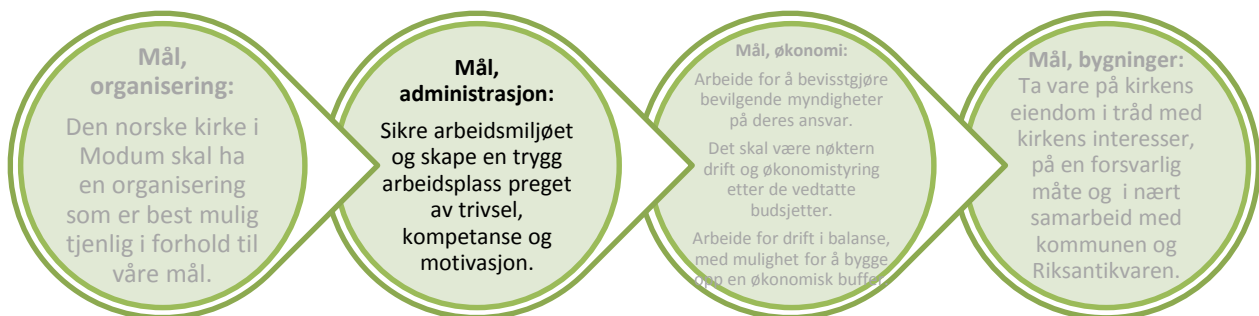 Mål,
organisering:
Den norske kirke i
Modum skal ha
en organisering
som er best mulig
tjenlig i forhold til
våre mål.
Mål,
administrasjon:
Sikre arbeidsmiljøet
og skape en trygg
arbeidsplass preget
av trivsel,
kompetanse og
motivasjon.
Mål, økonomi:
Arbeide for å bevisstgjøre
bevilgende myndigheter
på deres ansvar.
Det skal være nøktern
drift og økonomistyring
etter de vedtatte
budsjetter.
Arbeide for drift i balanse,
med mulighet for å bygge
opp en økonomisk buffer.
Mål, bygninger:
Ta vare på kirkens
eiendom i tråd med
kirkens interesser,
på en forsvarlig
måte og i nært
samarbeid med
kommunen og
Riksantikvaren.